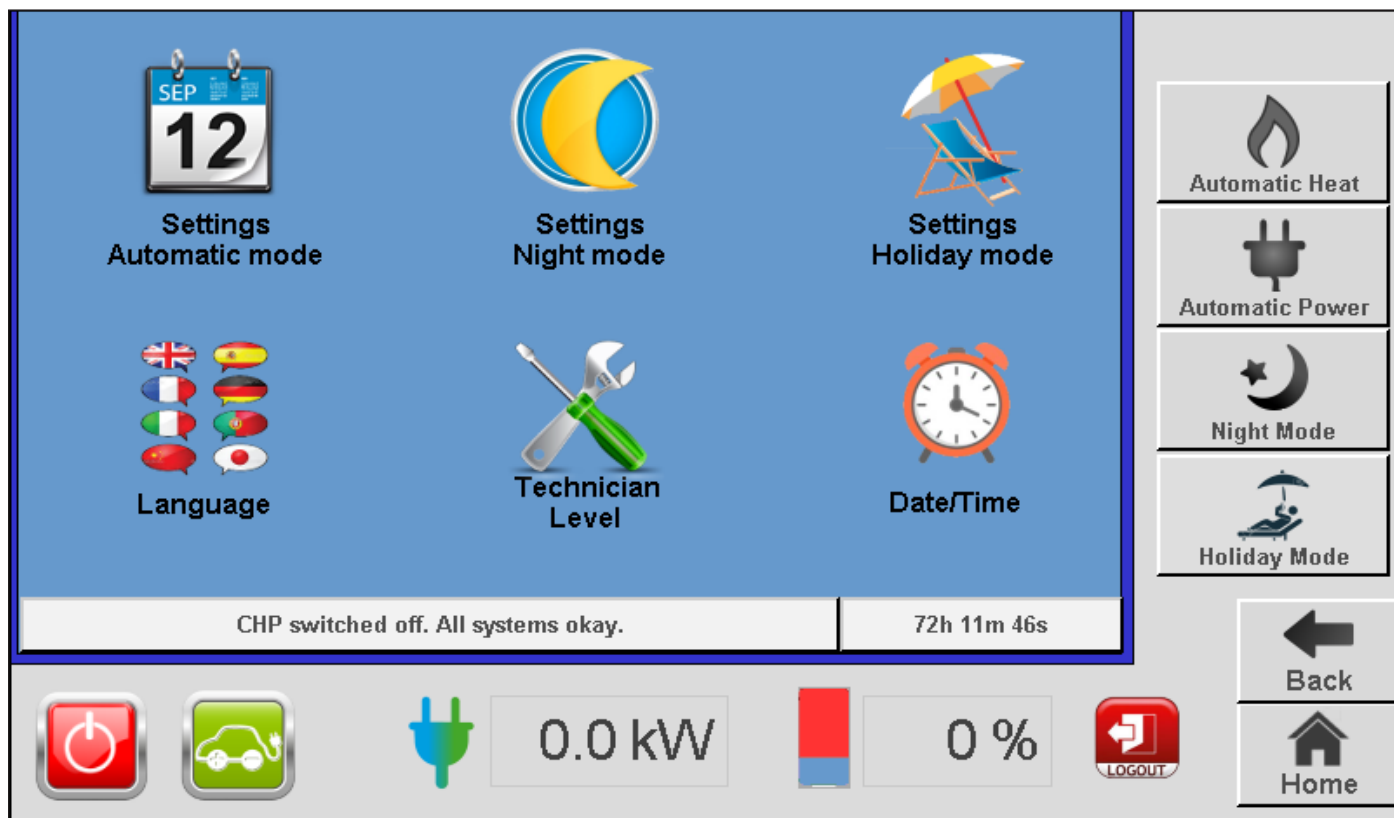 SEP
12
Settings
Automatic mode
Settings
Night mode
Settings
Holiday mode
Language
Technician
Level
Date/Time
CHP switched off. All systems okay.
72h 11m 46s
Automatic Heat
Automatic Power
Night Mode
Holiday Mode
Back
Home
0.0 kW
0 %
LOGOUT